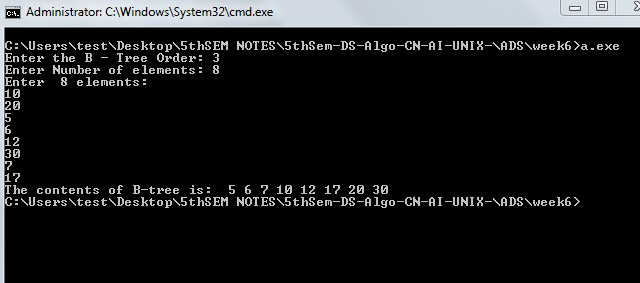 Administrator: C:\Windows\System32\cmd.exe
C:\Users\test\Desktop\5thSEM NOTES\5thSem-DS-Algo-CN-AI-UNIX-\ADS\week6>a.exe
Enter the B - Tree Order: 3
Enter Number of elements: 8
Enter  8 elements:
10
20
5
6
12
30
7
17
The contents of B-tree is:  5 6 7 10 12 17 20 30
C:\Users\test\Desktop\5thSEM NOTES\5thSem-DS-Algo-CN-AI-UNIX-\ADS\week6>